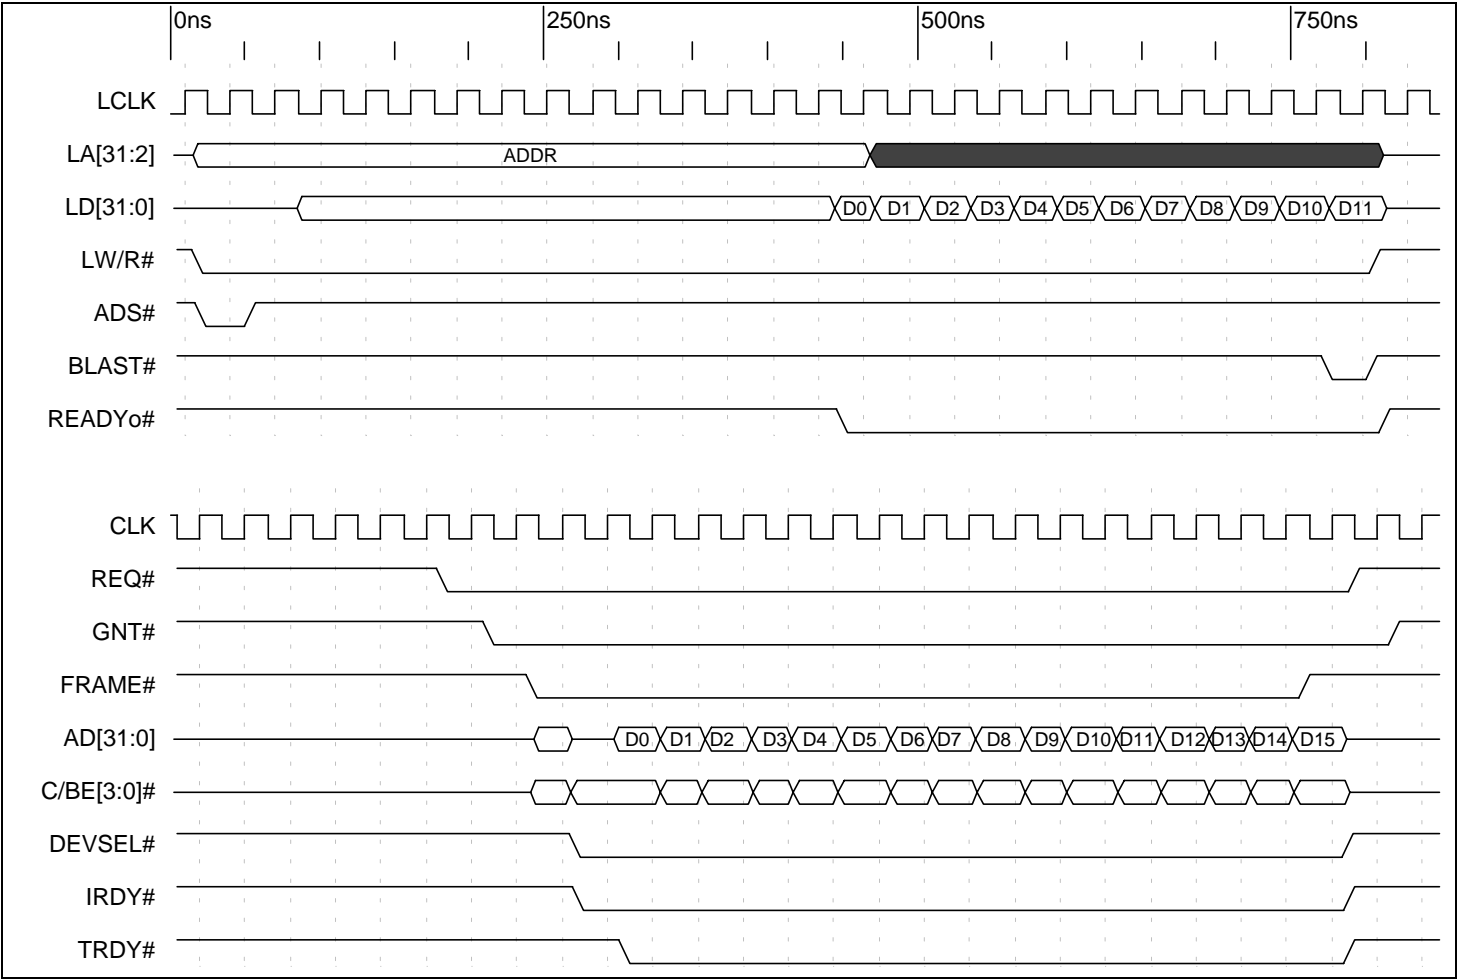 0ns 250ns 500ns 750ns
LCLK
LA[31:2] ADDR
LD[31:0] D0 D1 D2 D3 D4 D5 D6 D7 D8 D9 D10 D11
LW/R#
ADS#
BLAST#
READYo#
CLK
REQ#
GNT#
FRAME#
AD[31:0] D0 D1 D2 D3 D4 D5 D6 D7 D8 D9 D10 D11 D12 D13 D14 D15
C/BE[3:0]#
DEVSEL#
IRDY#
TRDY#